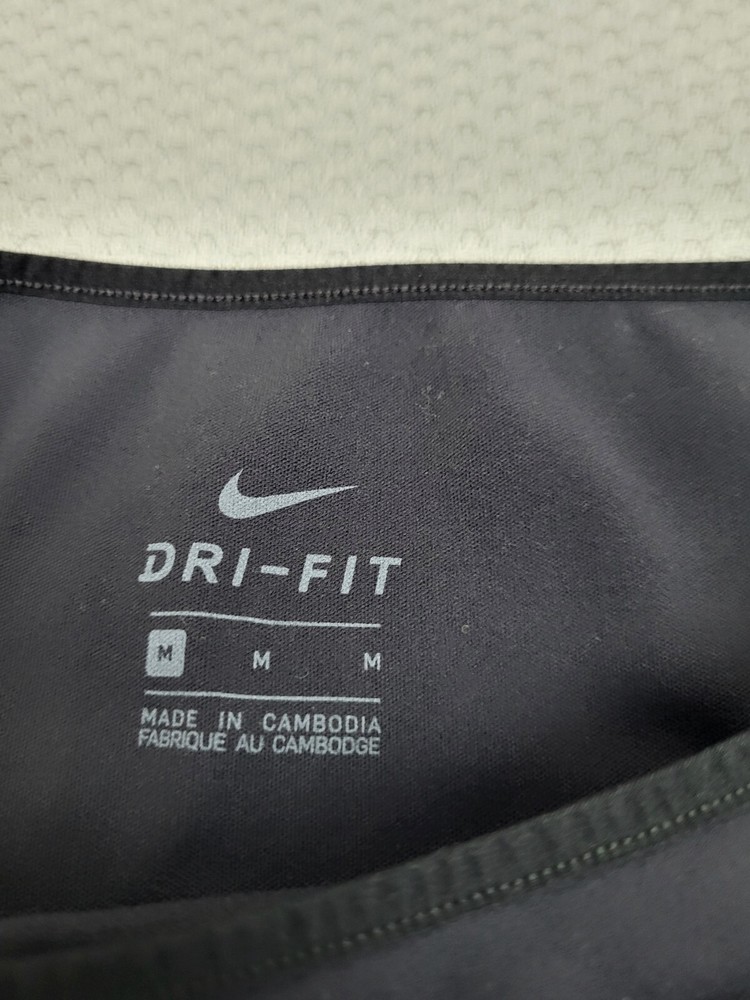 DRI-FIT
M M M
MADE IN CAMBODIA
FABRIQUE AU CAMBODGE